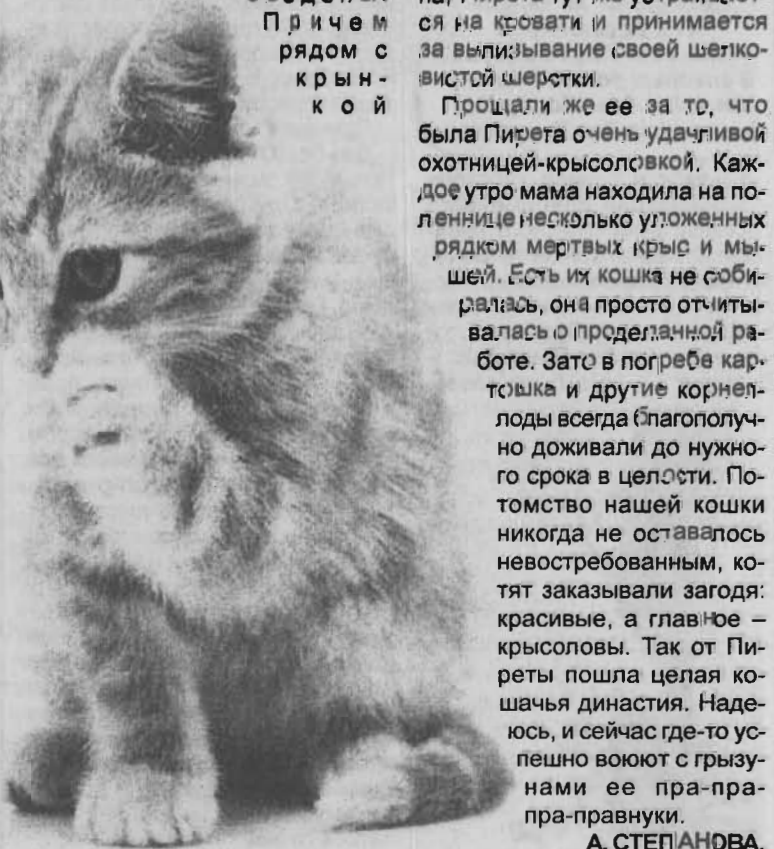 Причем
рядом с
крын-
кой
ся на кровати и принимается
за вылизывание своей шелко-
вистой шерстки.
Прощали же ее за то, что
была Пирета очень удачливой
охотницей-крысоловкой. Каж-
дое утро мама находила на по-
леннице несколько уложенных
рядком мертвых крыс и мы-
шей. Есть их кошка не соби-
ралась, она просто отчиты-
валась о проделанной ра-
боте. Зато в погребе кар-
тошка и другие корнеп-
лоды всегда благополуч-
но доживали до нужно-
го срока в целости. По-
томство нашей кошки
никогда не оставалось
невостребованным, ко-
тят заказывали загодя:
красивые, а главное –
крысоловы. Так от Пи-
реты пошла целая ко-
шачья династия. Наде-
юсь, и сейчас где-то ус-
пешно воюют с грызу-
нами ее пра-пра-
пра-правнуки.
А. СТЕПАНОВА.